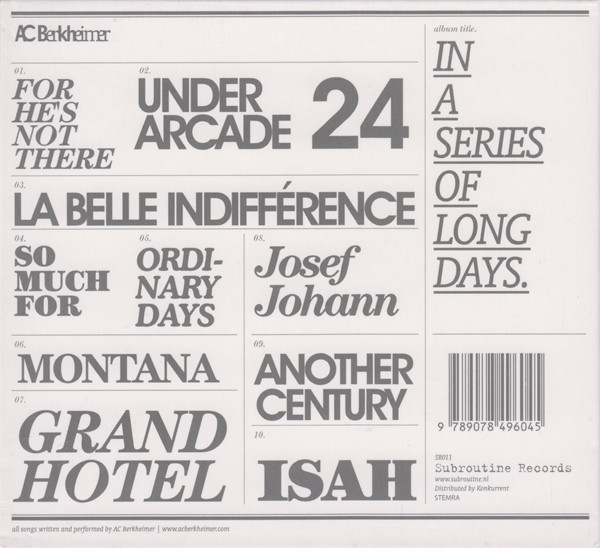 AC Berkheimer
album title.
IN
A
SERIES
OF
LONG
DAYS.
01.
FOR
HE'S
NOT
THERE
02.
UNDER
ARCADE 24
03.
LA BELLE INDIFFÉRENCE
04.
SO
MUCH
FOR
05.
ORDI-
NARY
DAYS
06.
MONTANA
07.
GRAND
HOTEL
08.
Josef
Johann
09.
ANOTHER
CENTURY
10.
ISAH
9 789078 496045
SR011
Subroutine Records
www.subroutine.nl
Distributed by Konkurrent
STEMRA
all songs written and performed by AC Berkheimer | www.acberkheimer.com